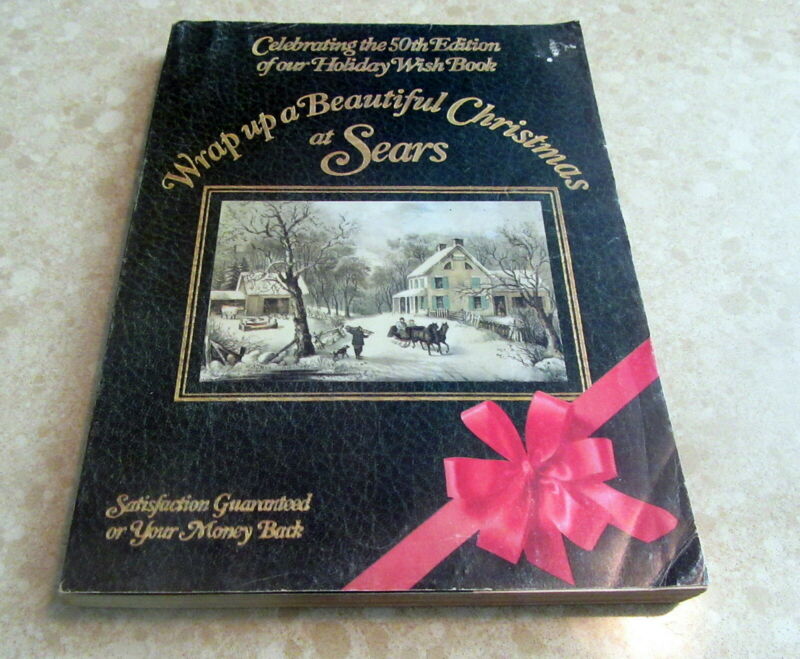 Celebrating the 50th Edition
of our Holiday Wish Book
Wrap up a Beautiful Christmas
at Sears
Satisfaction Guaranteed
or Your Money Back